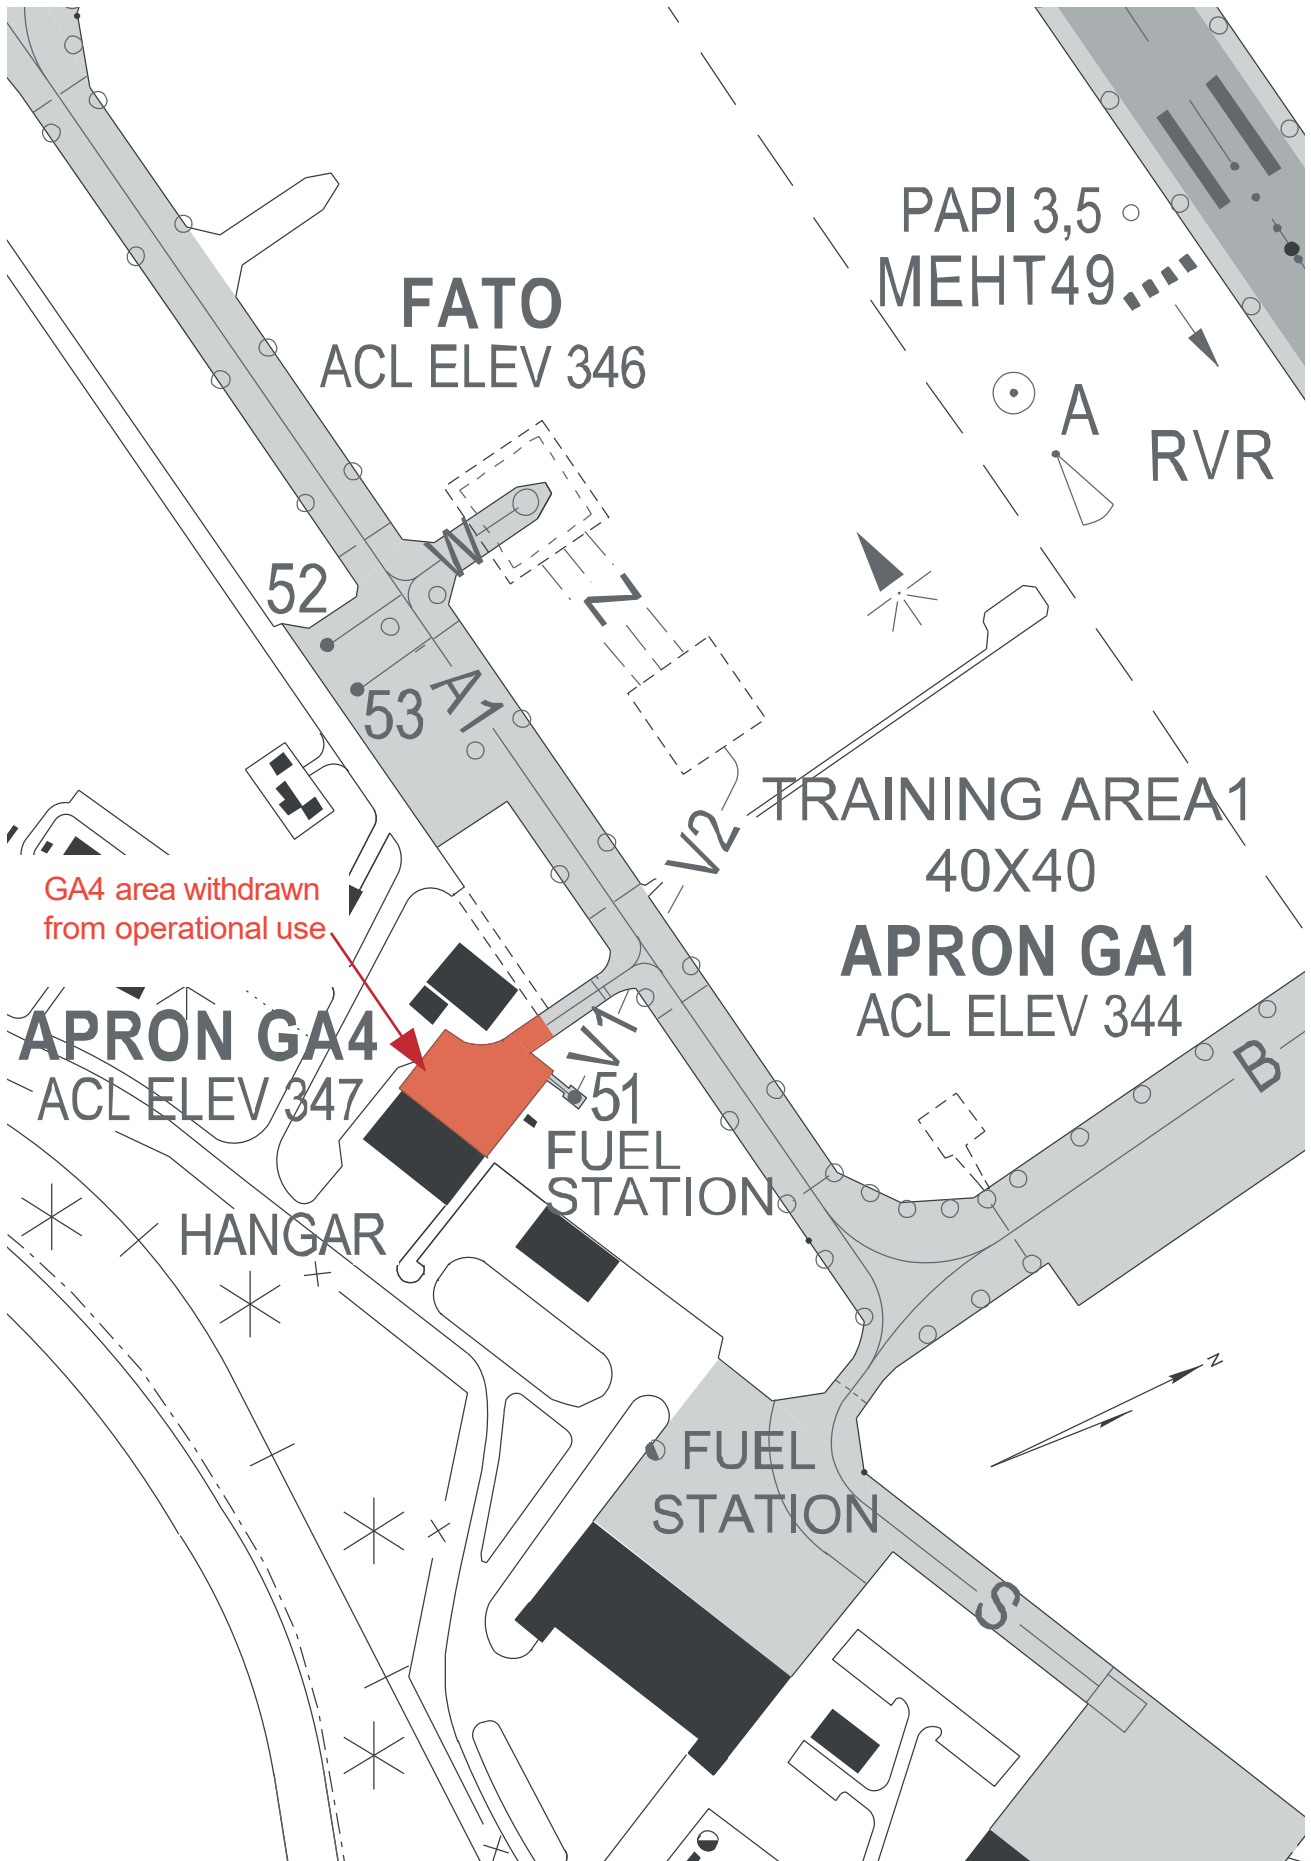 PAPI 3,5
MEHT49
FATO
ACL ELEV 346
A
RVR
W
52
Z
53
A1
TRAINING AREA1
40X40
V2
GA4 area withdrawn
from operational use
APRON GA1
ACL ELEV 344
APRON GA4
ACL ELEV 347
V1
B
51
FUEL
STATION
HANGAR
N
FUEL
STATION
S